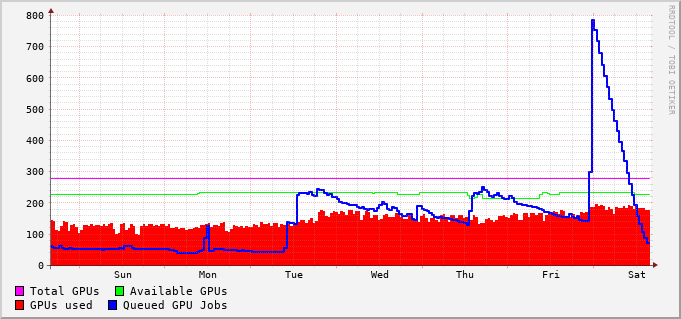 800
700
600
500
400
300
200
100
0
Sun Mon Tue Wed Thu Fri Sat
Total GPUs Available GPUs
GPUs used Queued GPU Jobs
RRDTOOL / TOBI OETIKER